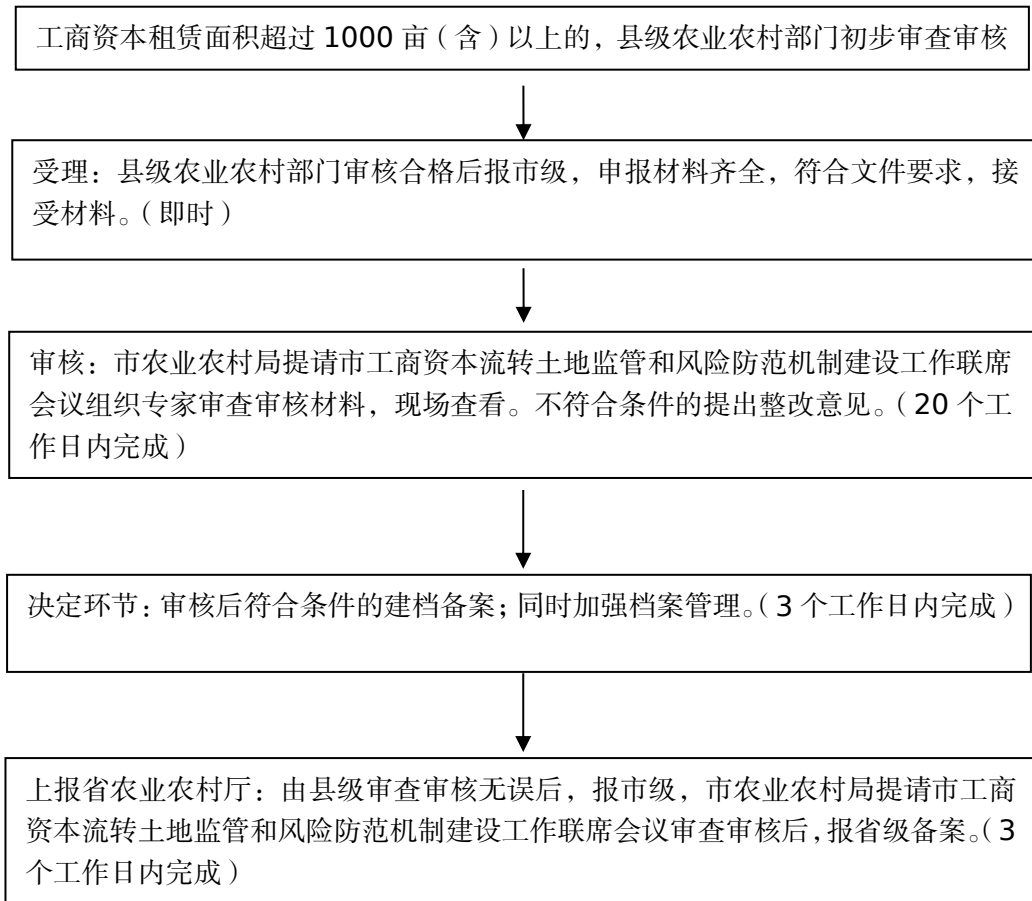 工商资本租赁面积超过 1000 亩（含）以上的，县级农业农村部门初步审查审核
受理：县级农业农村部门审核合格后报市级，申报材料齐全，符合文件要求，接
受材料。（即时）
审核：市农业农村局提请市工商资本流转土地监管和风险防范机制建设工作联席
会议组织专家审查审核材料，现场查看。不符合条件的提出整改意见。（20 个工
作日内完成）
决定环节：审核后符合条件的建档备案；同时加强档案管理。（3 个工作日内完成）
上报省农业农村厅：由县级审查审核无误后，报市级，市农业农村局提请市工商
资本流转土地监管和风险防范机制建设工作联席会议审查审核后，报省级备案。（3
个工作日内完成）